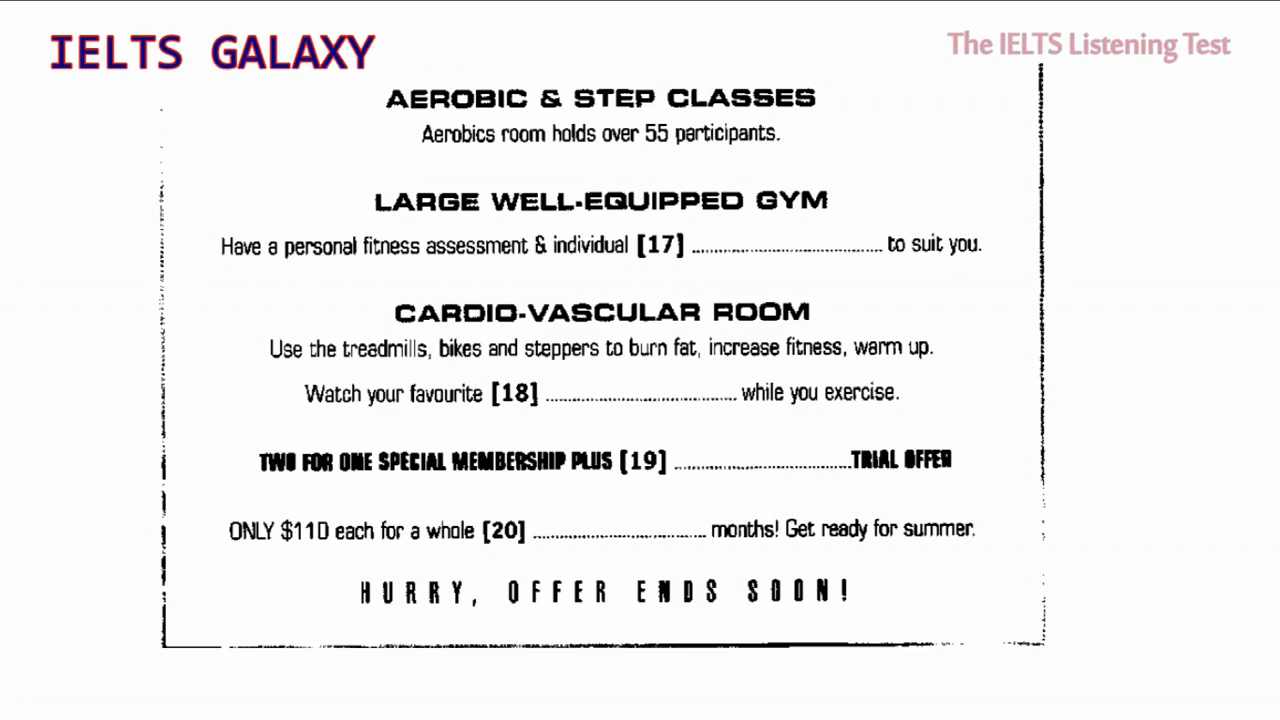 IELTS GALAXY
The IELTS Listening Test
AEROBIC & STEP CLASSES
Aerobics room holds over 55 participants.
LARGE WELL-EQUIPPED GYM
Have a personal fitness assessment & individual [17] ........................................ to suit you.
CARDIO-VASCULAR ROOM
Use the treadmills, bikes and steppers to burn fat, increase fitness, warm up.
Watch your favourite [18] ........................................ while you exercise.
TWO FOR ONE SPECIAL MEMBERSHIP PLUS [19] .....................................TRIAL OFFER
ONLY $110 each for a whole [20] .................................... months! Get ready for summer.
HURRY, OFFER ENDS SOON!